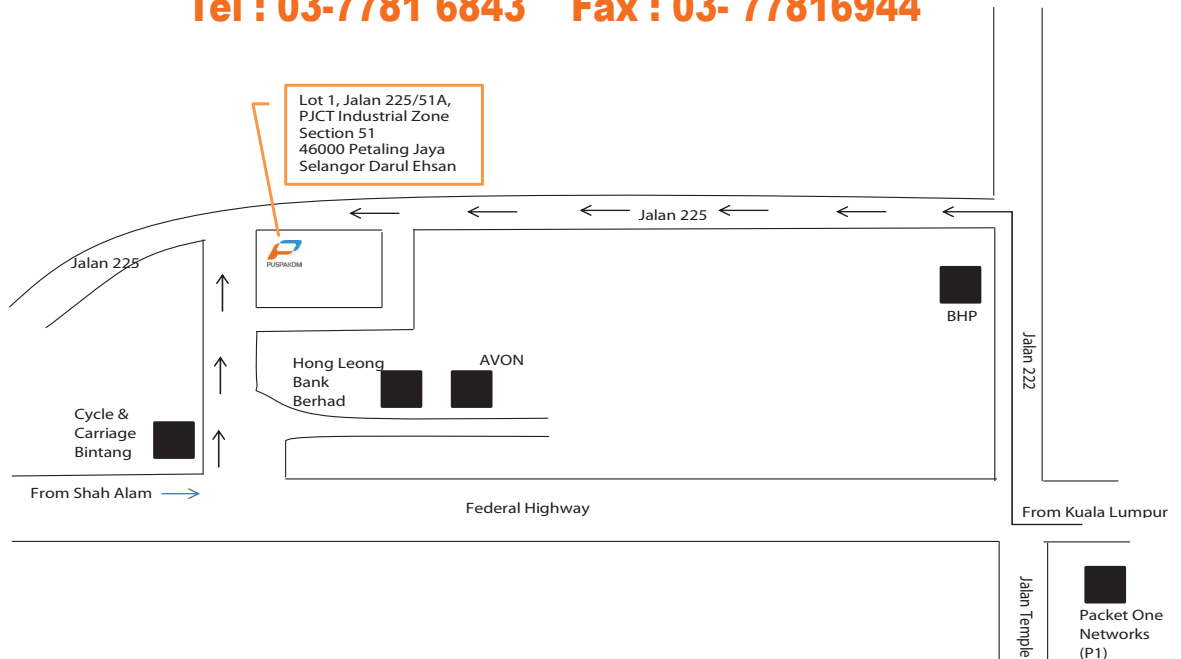 Tel : 03-7781 6843 Fax : 03- 77816944
Lot 1, Jalan 225/51A,
PJCT Industrial Zone
Section 51
46000 Petaling Jaya
Selangor Darul Ehsan
Jalan 225
Jalan 225
PUSPAKOM
BHP
Jalan 222
Hong Leong
Bank
Berhad
AVON
Cycle &
Carriage
Bintang
From Shah Alam
Federal Highway
From Kuala Lumpur
Jalan Temple
Packet One
Networks
(P1)